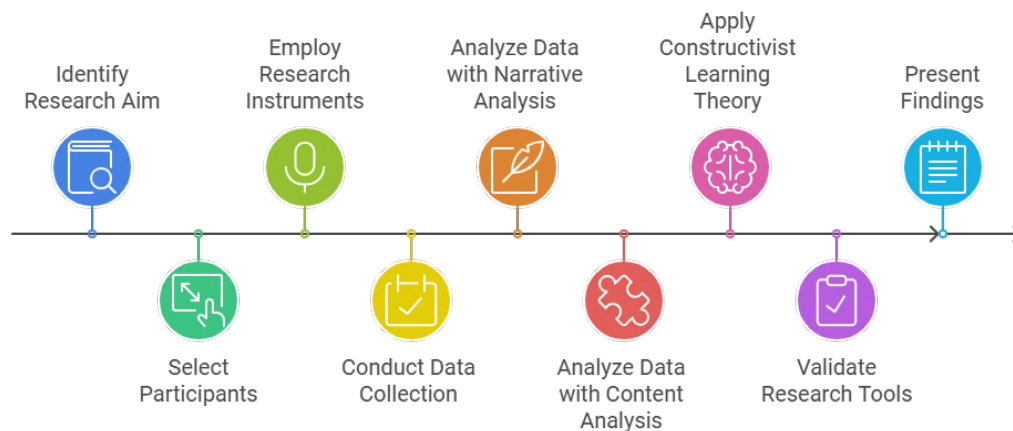 Identify
Research Aim
Select
Participants
Employ
Research
Instruments
Conduct Data
Collection
Analyze Data
with Narrative
Analysis
Analyze Data
with Content
Analysis
Apply
Constructivist
Learning
Theory
Validate
Research Tools
Present
Findings